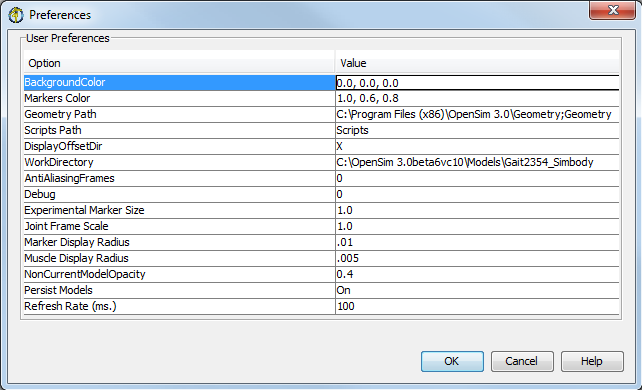 Preferences
User Preferences
Option Value
BackgroundColor 0.0, 0.0, 0.0
Markers Color 1.0, 0.6, 0.8
Geometry Path C:\Program Files (x86)\OpenSim 3.0\Geometry;Geometry
Scripts Path Scripts
DisplayOffsetDir X
WorkDirectory C:\OpenSim 3.0beta6vc10\Models\Gait2354_Simbody
AntiAliasingFrames 0
Debug 0
Experimental Marker Size 1.0
Joint Frame Scale 1.0
Marker Display Radius .01
Muscle Display Radius .005
NonCurrentModelOpacity 0.4
Persist Models On
Refresh Rate (ms.) 100
OK Cancel Help